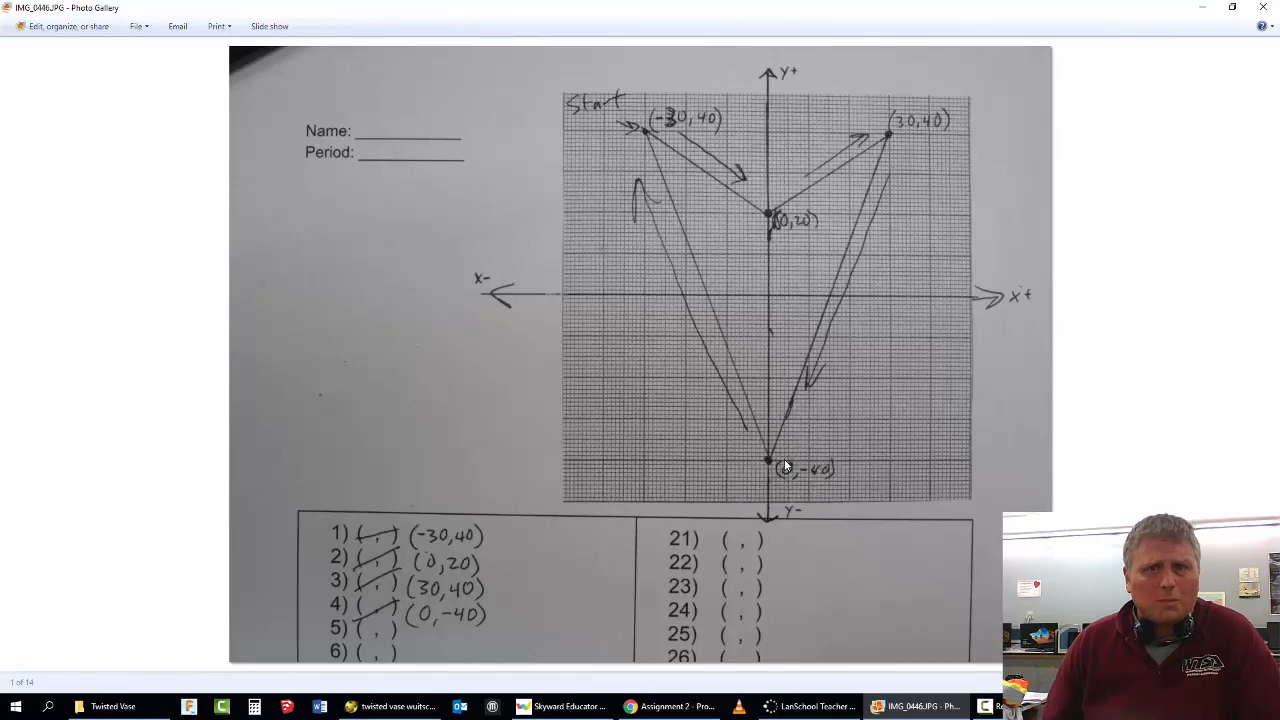 IMG_0446.JPG - Photo Gallery
Edit, organize, or share File Email Print Slide show
Y+
Start
(-30, 40)
(30, 40)
Name:
Period:
(0,20)
X-
X+
(0, -40)
Y-
1) ( , ) (-30,40)
2) ( , ) (0,20)
3) ( , ) (30,40)
4) ( , ) (0,-40)
5) ( , )
6) ( , )
21) ( , )
22) ( , )
23) ( , )
24) ( , )
25) ( , )
26) ( , )
1 of 14
Twisted Vase
twisted vase wuitsc...
Skyward Educator ...
Assignment 2 - Pro...
LanSchool Teacher ...
IMG_0446.JPG - Ph...